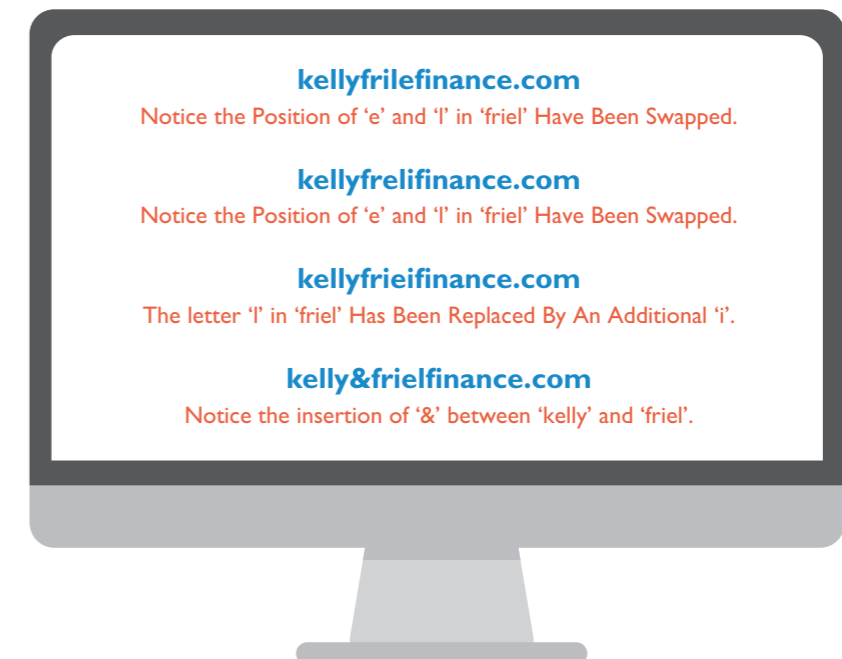 kellyfrilefinance.com
Notice the Position of ‘e’ and ‘l’ in ‘friel’ Have Been Swapped.
kellyfrelifinance.com
Notice the Position of ‘e’ and ‘l’ in ‘friel’ Have Been Swapped.
kellyfrieifinance.com
The letter ‘l’ in ‘friel’ Has Been Replaced By An Additional ‘i’.
kelly&frielfinance.com
Notice the insertion of ‘&’ between ‘kelly’ and ‘friel’.